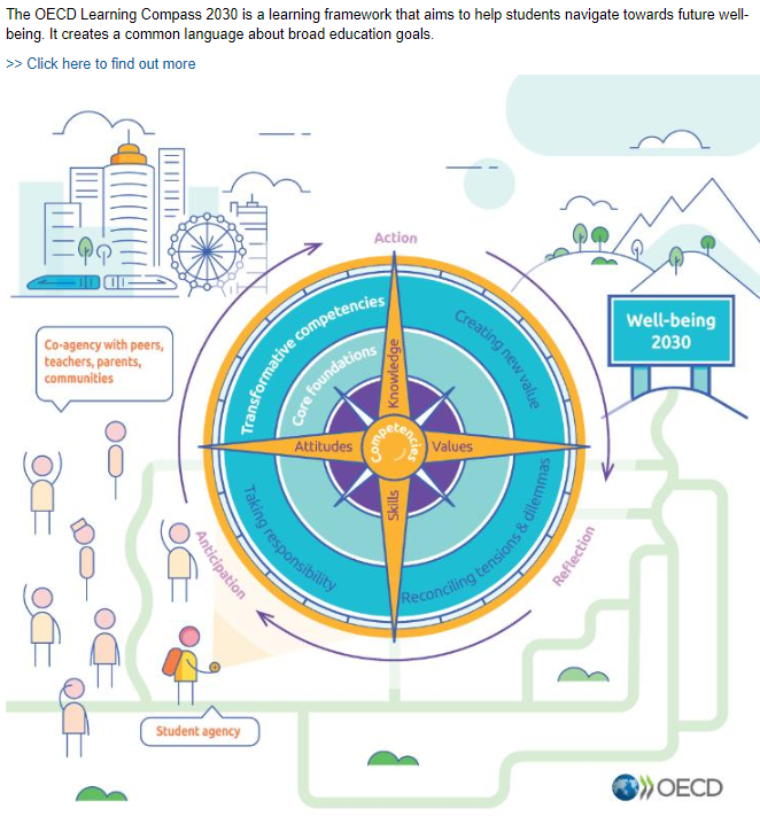 The OECD Learning Compass 2030 is a learning framework that aims to help students navigate towards future well-
being. It creates a common language about broad education goals.
>> Click here to find out more
Action
Transformative competencies
Creating new value
Core foundations
Knowledge
Well-being
2030
Co-agency with peers,
teachers, parents,
communities
Attitudes
Competencies
Values
Skills
Taking responsibility
Reconciling tensions & dilemmas
Anticipation
Reflection
Student agency
OECD